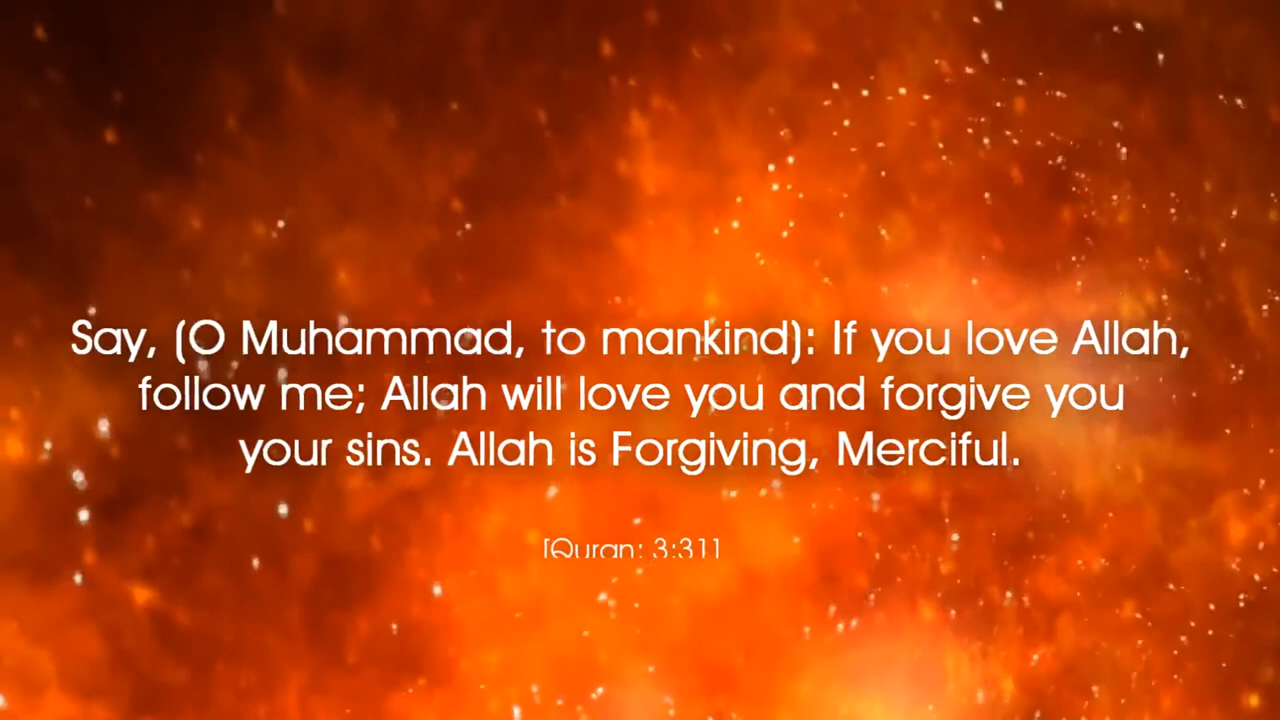 Say, (O Muhammad, to mankind): If you love Allah,
follow me; Allah will love you and forgive you
your sins. Allah is Forgiving, Merciful.
[Quran: 3:31]